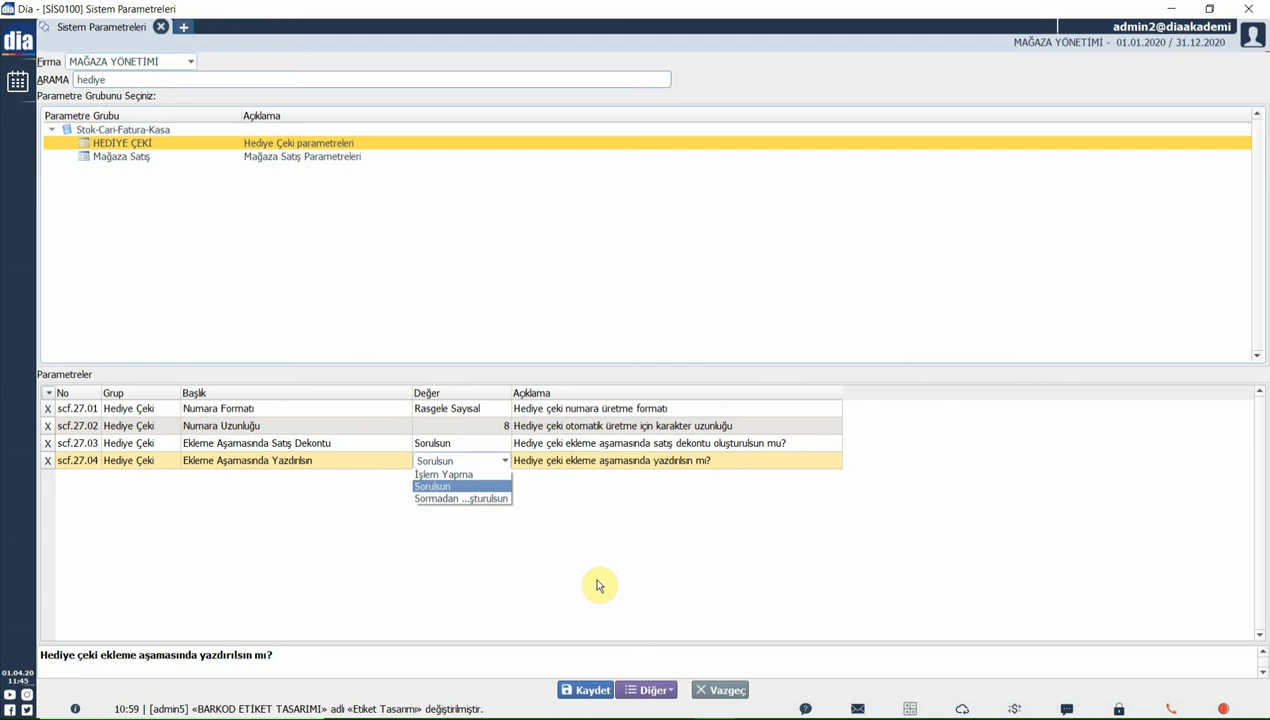 dia Dia - [SİS0100] Sistem Parametreleri
Sistem Parametreleri
admin2@diaakademi
MAĞAZA YÖNETİMİ - 01.01.2020 / 31.12.2020
dia
Firma MAĞAZA YÖNETİMİ
ARAMA hediye
Parametre Grubunu Seçiniz:
Parametre Grubu Açıklama
Stok-Cari-Fatura-Kasa
HEDİYE ÇEKİ Hediye Çeki parametreleri
Mağaza Satış Mağaza Satış Parametreleri
Parametreler
No Grup Başlık Değer Açıklama
X scf.27.01 Hediye Çeki Numara Formatı Rasgele Sayısal Hediye çeki numara üretme formatı
X scf.27.02 Hediye Çeki Numara Uzunluğu 8 Hediye çeki otomatik üretme için karakter uzunluğu
X scf.27.03 Hediye Çeki Ekleme Aşamasında Satış Dekontu Sorulsun Hediye çeki ekleme aşamasında satış dekontu oluşturulsun mu?
X scf.27.04 Hediye Çeki Ekleme Aşamasında Yazdırılsın Sorulsun Hediye çeki ekleme aşamasında yazdırılsın mı?
İşlem Yapma
Sorulsun
Sormadan ...şturulsun
Hediye çeki ekleme aşamasında yazdırılsın mı?
01.04.20
11:45
Kaydet Diğer Vazgeç
10:59 | [admin5] «BARKOD ETİKET TASARIMI» adlı «Etiket Tasarımı» değiştirilmiştir.